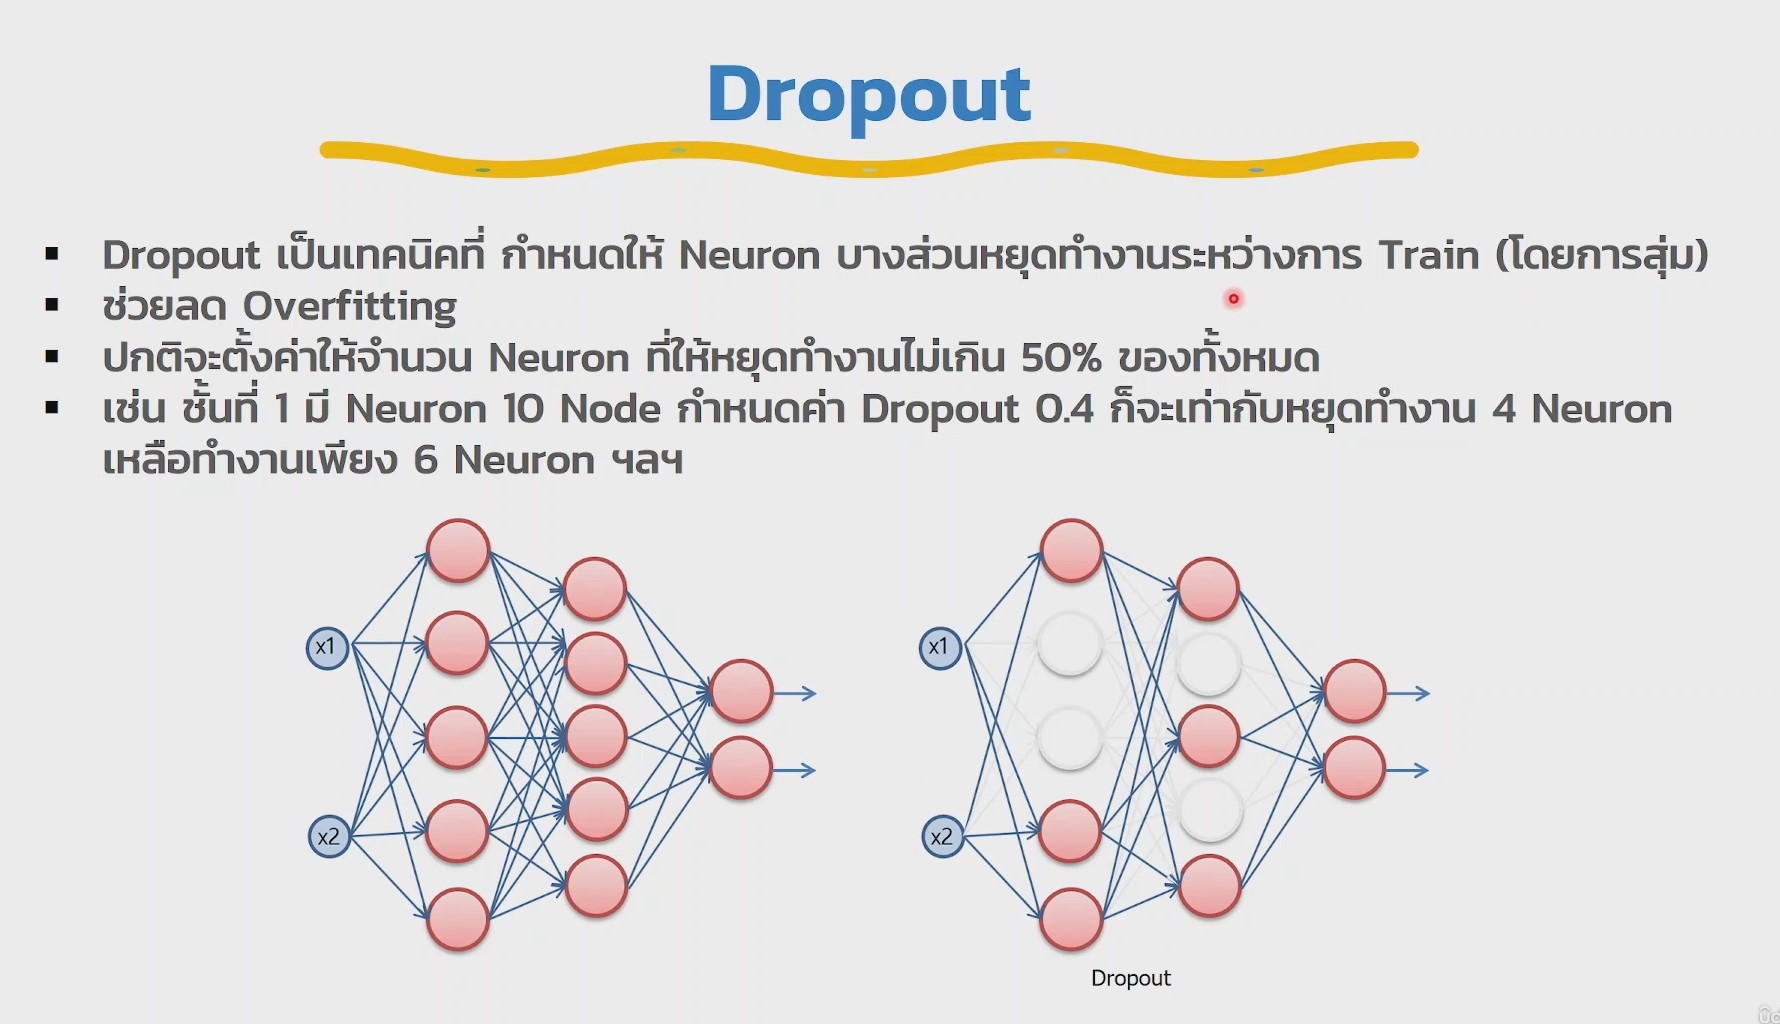 Dropout
▪ Dropout เป็นเทคนิคที่ กำหนดให้ Neuron บางส่วนหยุดทำงานระหว่างการ Train (โดยการสุ่ม)
▪ ช่วยลด Overfitting
▪ ปกติจะตั้งค่าให้จำนวน Neuron ที่ให้หยุดทำงานไม่เกิน 50% ของทั้งหมด
▪ เช่น ชั้นที่ 1 มี Neuron 10 Node กำหนดค่า Dropout 0.4 ก็จะเท่ากับหยุดทำงาน 4 Neuron
เหลือทำงานเพียง 6 Neuron ฯลฯ
x1
x2
x1
x2
Dropout